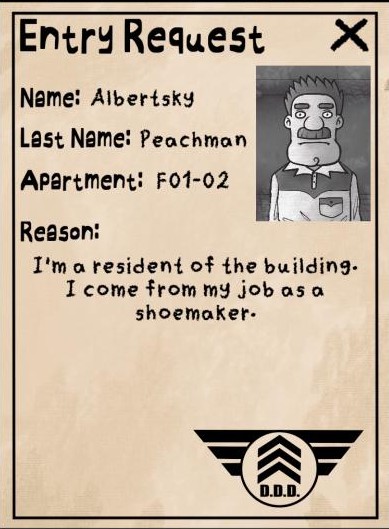 Entry Request
Name: Albertsky
Last Name: Peachman
Apartment: F01-02
Reason:
I'm a resident of the building.
I come from my job as a
shoemaker.
D.D.D.